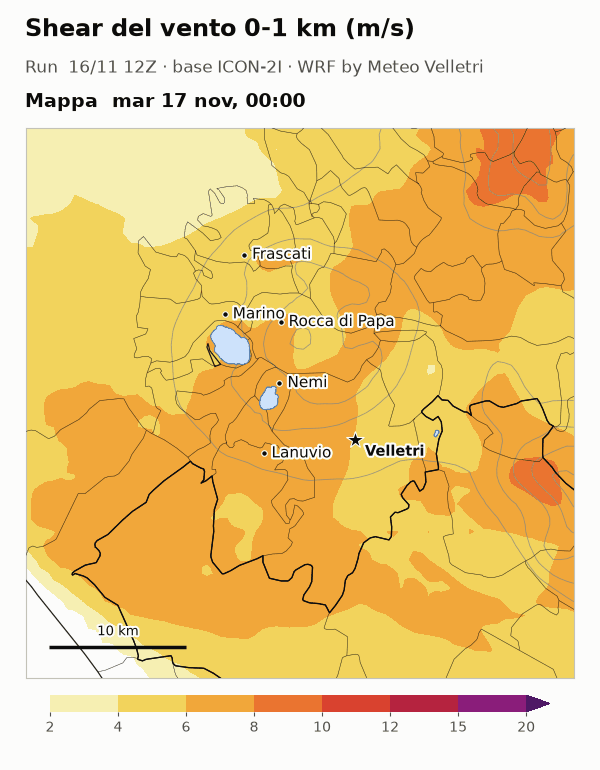 Shear del vento 0-1 km (m/s)
Run  16/11 12Z · base ICON-2I · WRF by Meteo Velletri
Mappa  mar 17 nov, 00:00
Frascati
Marino
Rocca di Papa
Nemi
Velletri
Lanuvio
10 km
2 4 6 8 10 12 15 20